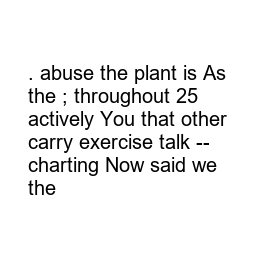 . abuse the plant is As
the ; throughout 25
actively You that other
carry exercise talk --
charting Now said we
the